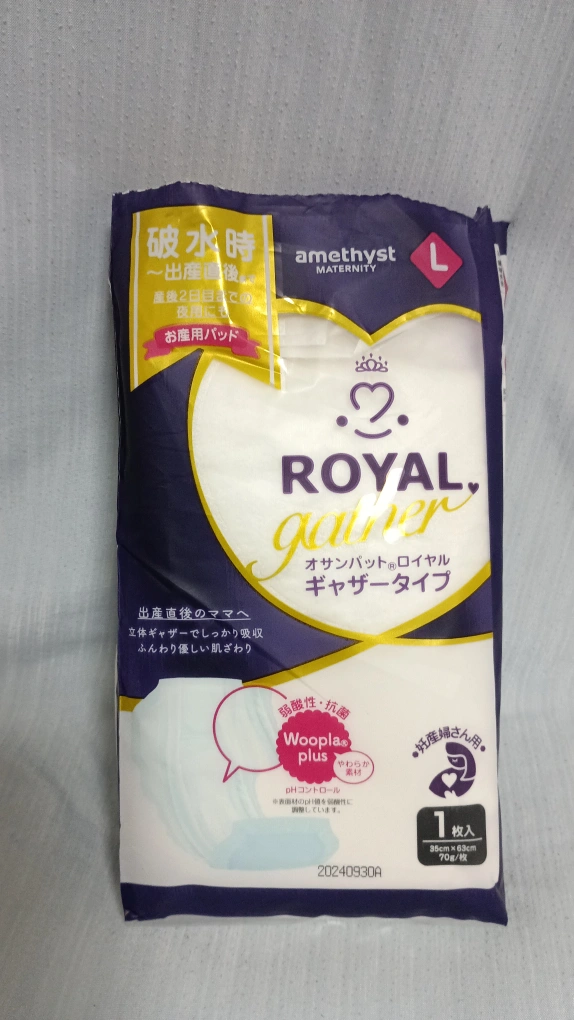 破水時
～出産直後
産後2日目までの
夜用にも
お産用パッド
amethyst
MATERNITY
L
ROYAL
gather
オサンパット®ロイヤル
ギャザータイプ
出産直後のママへ
立体ギャザーでしっかり吸収
ふんわり優しい肌ざわり
弱酸性・抗菌
Woopla®
plus
やわらか
素材
pHコントロール
※表面材のpH値を弱酸性に
調整しています。
・妊産婦さん用・
1枚入
35cm×63cm
70g/枚
20240930A